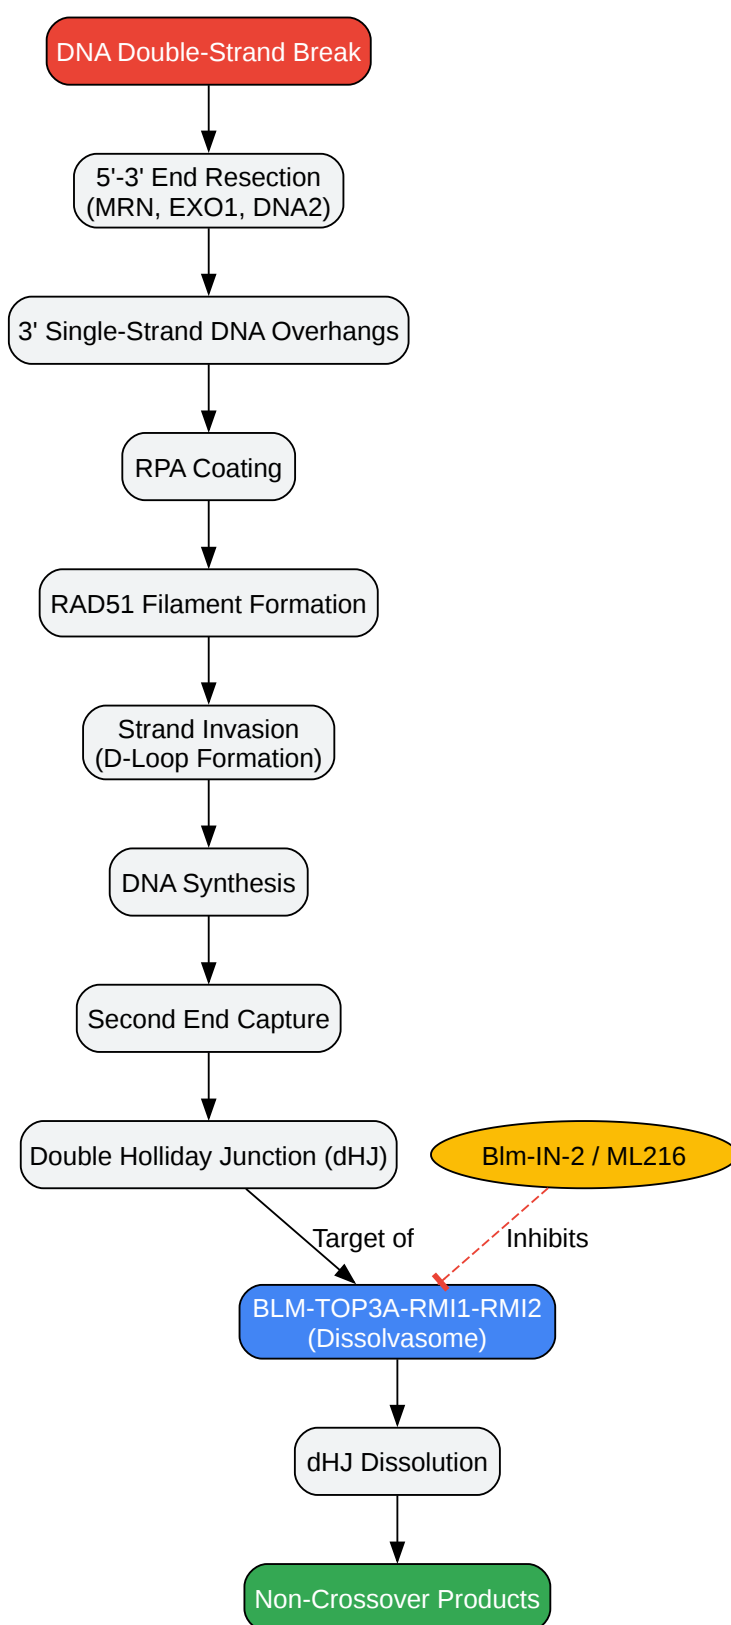 DNA Double-Strand Break
5'-3' End Resection
(MRN, EXO1, DNA2)
3' Single-Strand DNA Overhangs
RPA Coating
RAD51 Filament Formation
Strand Invasion
(D-Loop Formation)
DNA Synthesis
Second End Capture
Double Holliday Junction (dHJ)
Blm-IN-2 / ML216
Target of
Inhibits
BLM-TOP3A-RMI1-RMI2
(Dissolvasome)
dHJ Dissolution
Non-Crossover Products